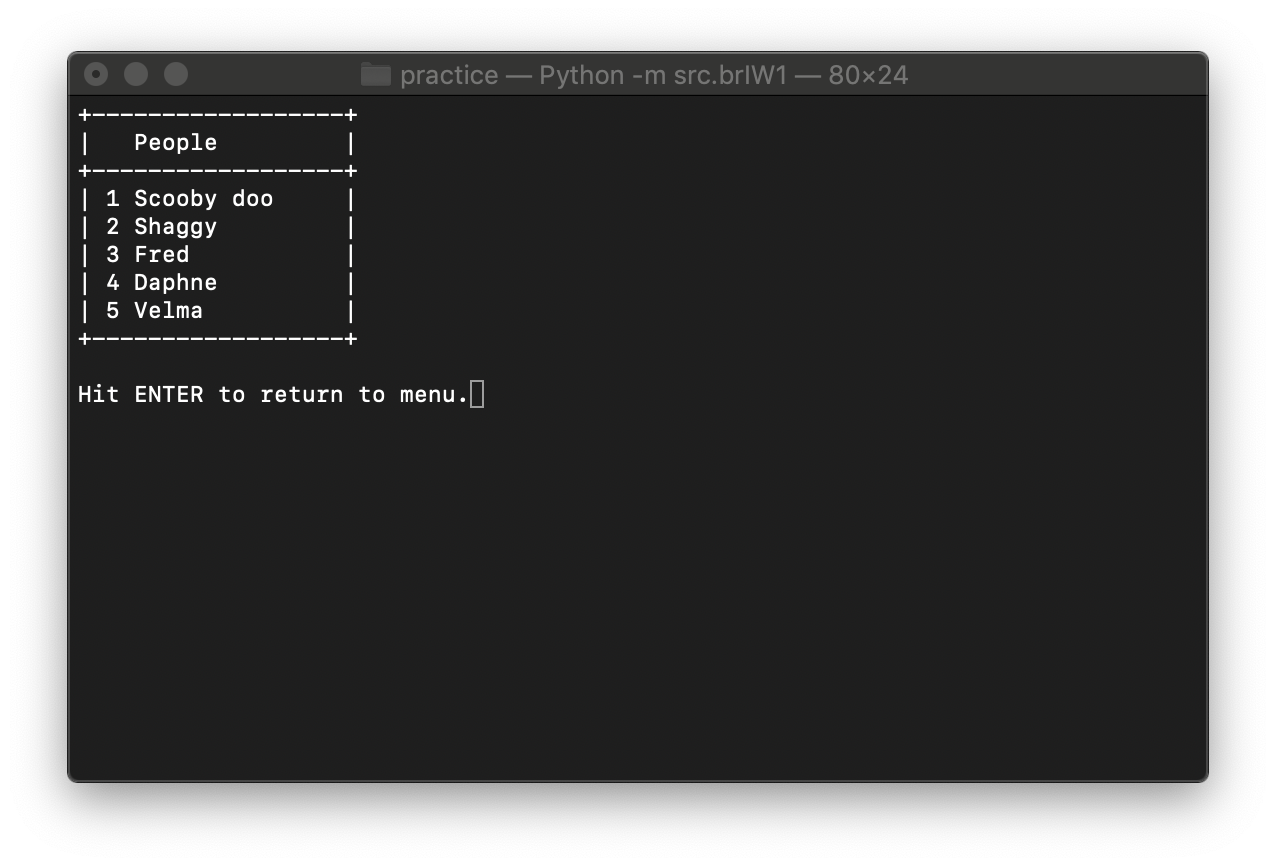 practice — Python -m src.brIW1 — 80×24
+------------------+
|   People         |
+------------------+
| 1 Scooby doo     |
| 2 Shaggy         |
| 3 Fred           |
| 4 Daphne         |
| 5 Velma          |
+------------------+
Hit ENTER to return to menu.